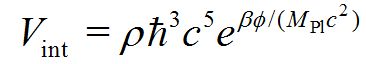 V_int = ρℏ³c⁵e^{βϕ/(M_Pl c²)}